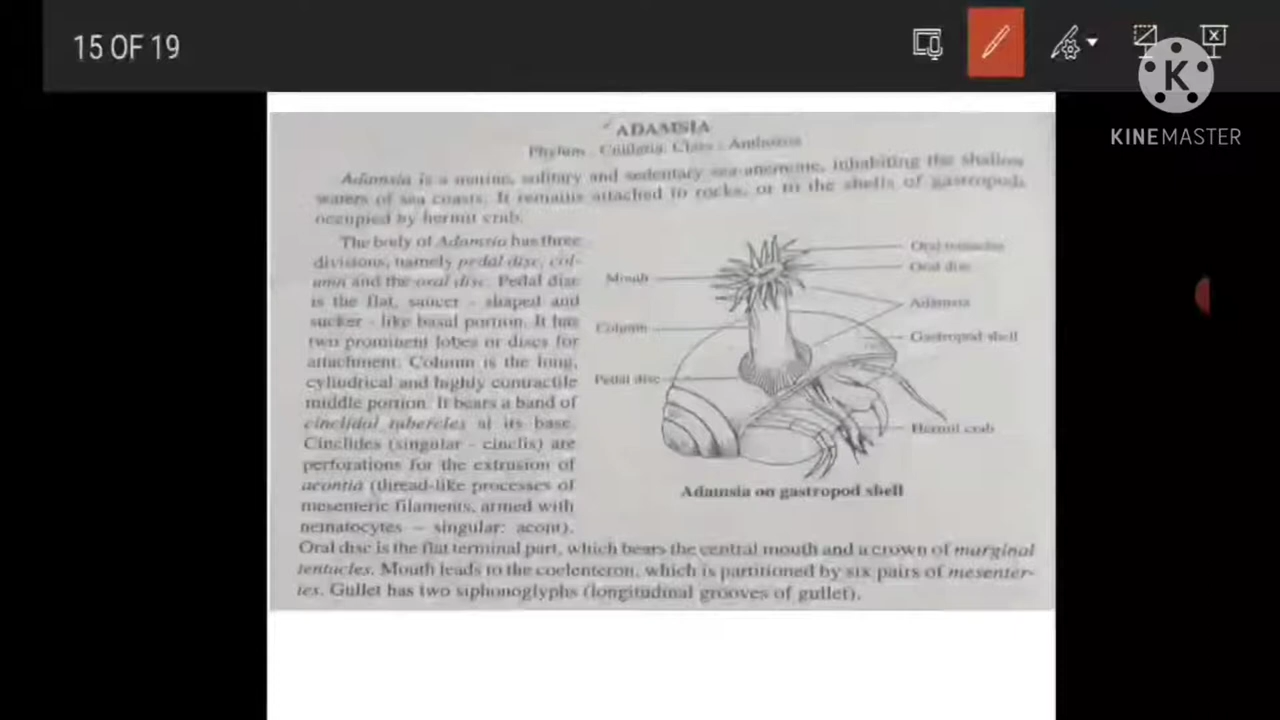 15 OF 19
K
KINEMASTER
ADAMSIA
Phylum : Cnidaria, Class : Anthozoa
Adamsia is a marine, solitary and sedentary sea-anemone, inhabiting the shallow
waters of sea coasts. It remains attached to rocks, or to the shells of gastropods
occupied by hermit crab.
The body of Adamsia has three
divisions, namely pedal disc, col-
umn and the oral disc. Pedal disc
is the flat, saucer - shaped and
sucker - like basal portion. It has
two prominent lobes or discs for
attachment. Column is the long,
cylindrical and highly contractile
middle portion. It bears a band of
cinclidal tubercles at its base.
Cinclides (singular - cinclis) are
perforations for the extrusion of
acontia (thread-like processes of
mesenteric filaments, armed with
nematocytes – singular: acont).
Oral disc is the flat terminal part, which bears the central mouth and a crown of marginal
tentacles. Mouth leads to the coelenteron, which is partitioned by six pairs of mesenter-
ies. Gullet has two siphonoglyphs (longitudinal grooves of gullet).
Mouth
Column
Pedal disc
Oral tentacles
Oral disc
Adamsia
Gastropod shell
Hermit crab
Adamsia on gastropod shell